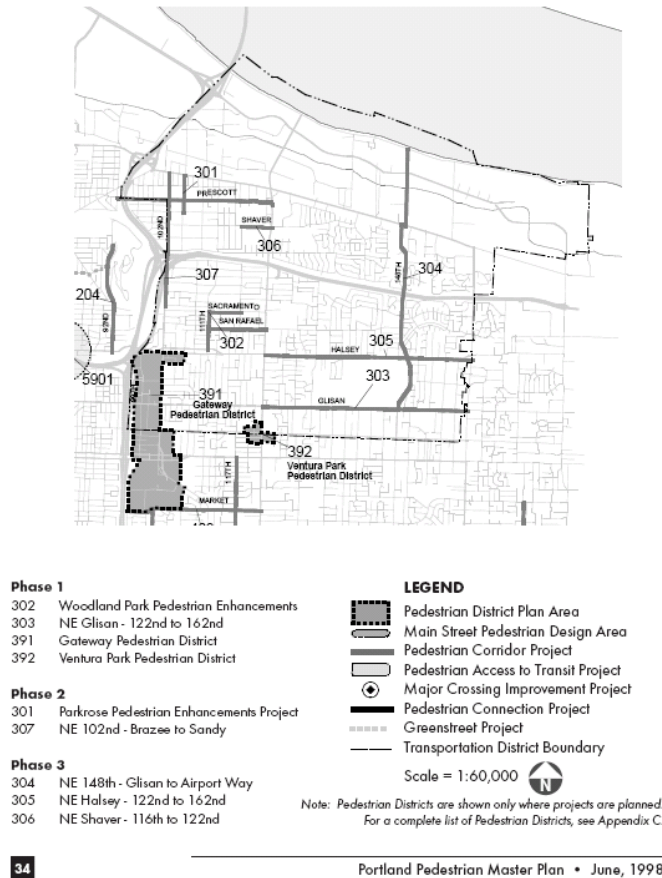 301
PRESCOTT
SHAVER
306
102ND
307
148TH
304
204
92ND
SACRAMENTO
SAN RAFAEL
111TH
302
305
HALSEY
303
5901
391
Gateway
Pedestrian District
GLISAN
392
Ventura Park
Pedestrian District
117TH
MARKET
Phase 1
302 Woodland Park Pedestrian Enhancements
303 NE Glisan - 122nd to 162nd
391 Gateway Pedestrian District
392 Ventura Park Pedestrian District
Phase 2
301 Parkrose Pedestrian Enhancements Project
307 NE 102nd - Brazee to Sandy
Phase 3
304 NE 148th - Glisan to Airport Way
305 NE Halsey - 122nd to 162nd
306 NE Shaver - 116th to 122nd
LEGEND
Pedestrian District Plan Area
Main Street Pedestrian Design Area
Pedestrian Corridor Project
Pedestrian Access to Transit Project
Major Crossing Improvement Project
Pedestrian Connection Project
Greenstreet Project
Transportation District Boundary
Scale = 1:60,000
N
Note: Pedestrian Districts are shown only where projects are planned.
For a complete list of Pedestrian Districts, see Appendix C.
34
Portland Pedestrian Master Plan • June, 1998